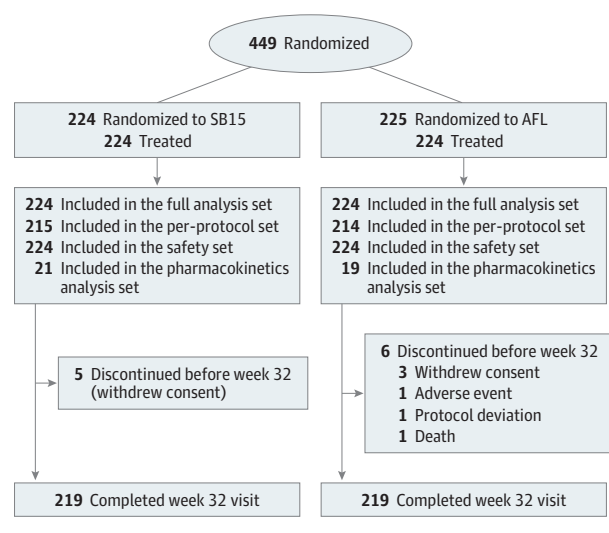 449 Randomized
224 Randomized to SB15
224 Treated
225 Randomized to AFL
224 Treated
224 Included in the full analysis set
215 Included in the per-protocol set
224 Included in the safety set
21 Included in the pharmacokinetics
analysis set
224 Included in the full analysis set
214 Included in the per-protocol set
224 Included in the safety set
19 Included in the pharmacokinetics
analysis set
5 Discontinued before week 32
(withdrew consent)
6 Discontinued before week 32
3 Withdrew consent
1 Adverse event
1 Protocol deviation
1 Death
219 Completed week 32 visit
219 Completed week 32 visit